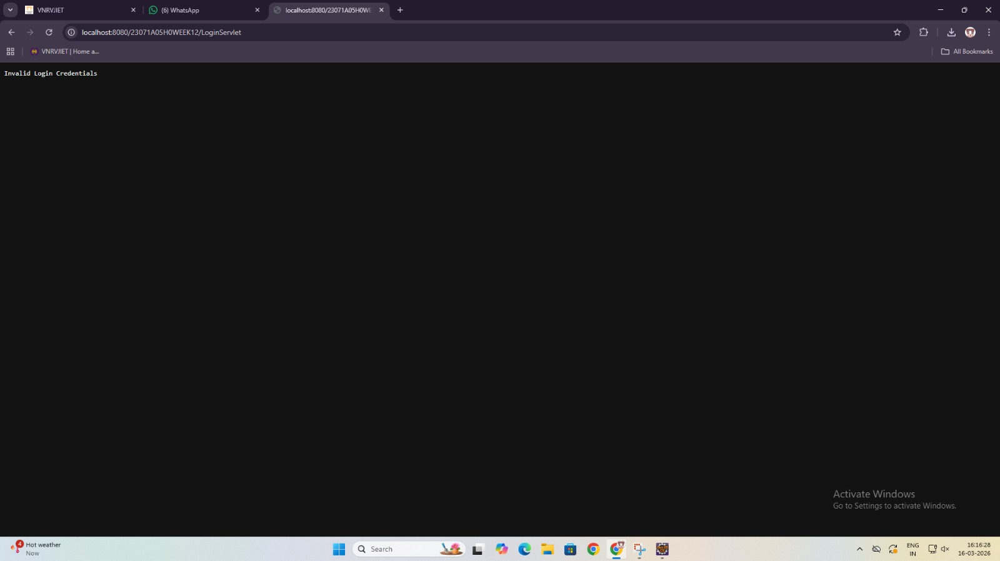 VNRVJIET
(6) WhatsApp
localhost:8080/23071A05H0WE
localhost:8080/23071A05H0WEEK12/LoginServlet
VNRVJIET | Home a...
All Bookmarks
Invalid Login Credentials
Activate Windows
Go to Settings to activate Windows.
4
Hot weather
Now
Search
ENG
IN
16:16:28
16-03-2026